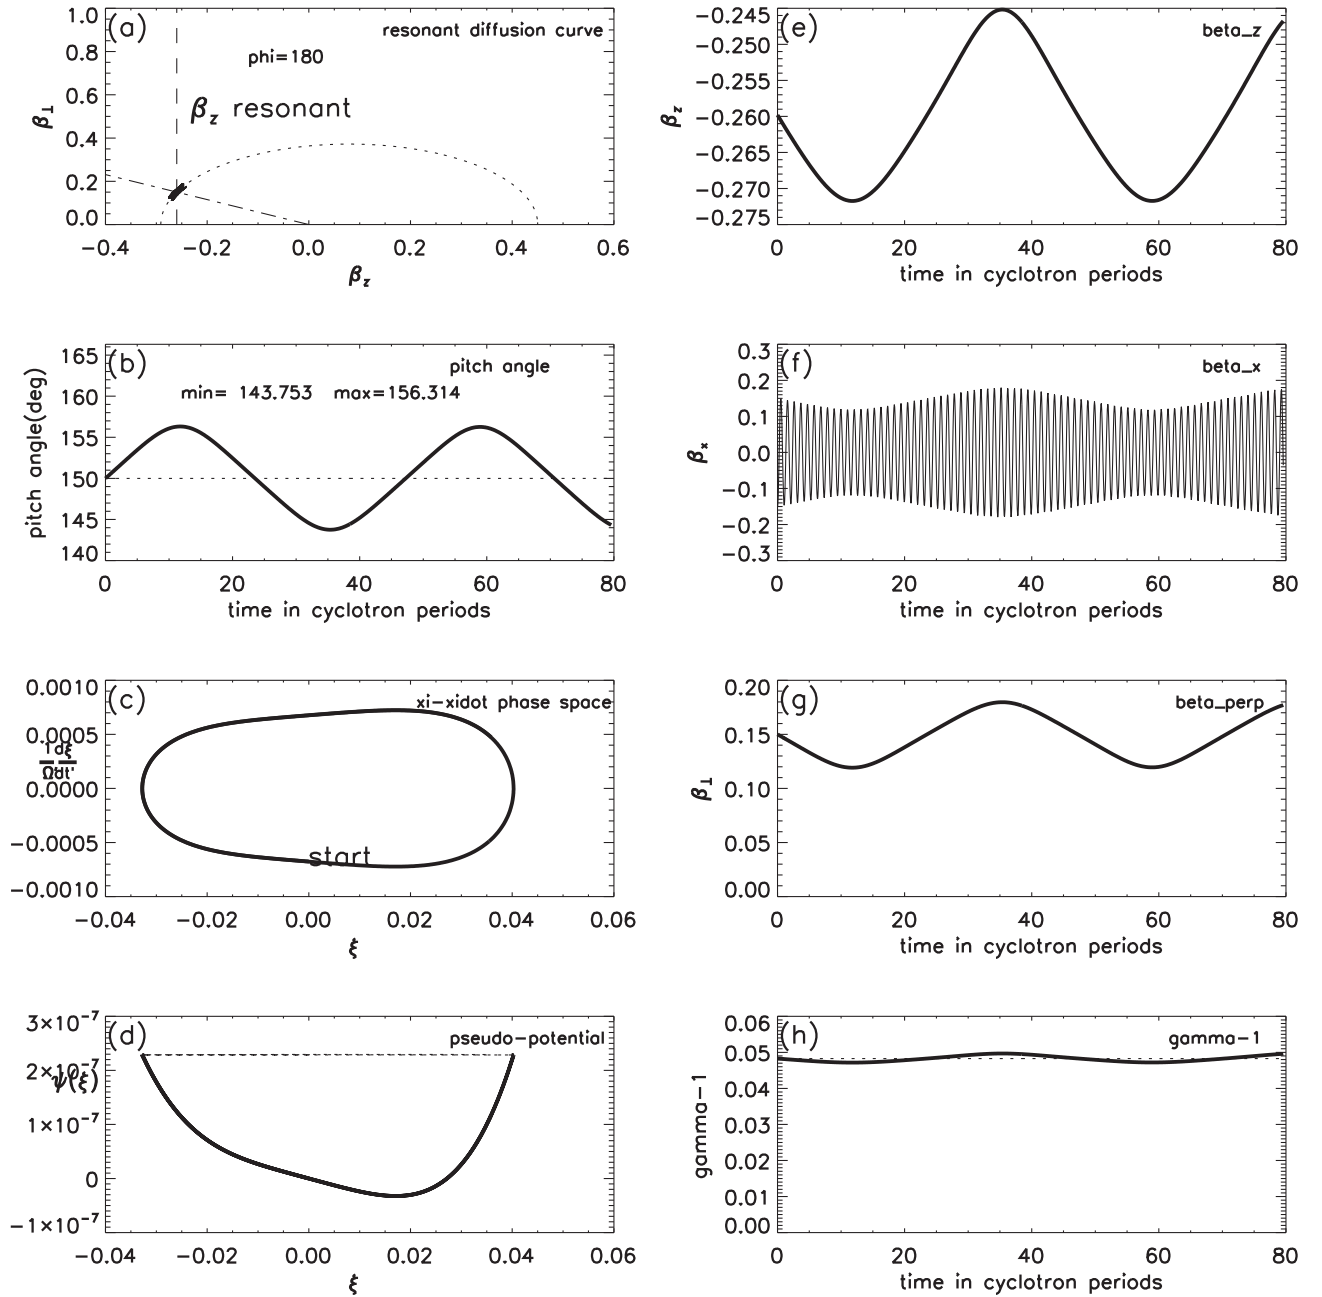 (a)
resonant diffusion curve
phi=180
βz resonant
β⊥
1.0
0.8
0.6
0.4
0.2
0.0
−0.4 −0.2 0.0 0.2 0.4 0.6
βz
(e)
beta_z
βz
−0.245
−0.250
−0.255
−0.260
−0.265
−0.270
−0.275
0 20 40 60 80
time in cyclotron periods
(b)
pitch angle
min= 143.753 max=156.314
pitch angle(deg)
165
160
155
150
145
140
0 20 40 60 80
time in cyclotron periods
(f)
beta_x
βx
0.3
0.2
0.1
0.0
−0.1
−0.2
−0.3
0 20 40 60 80
time in cyclotron periods
(c)
xi−xidot phase space
0.0010
0.0005
1 dξ
Ω dt'
0.0000
−0.0005
−0.0010
start
−0.04 −0.02 0.00 0.02 0.04 0.06
ξ
(g)
beta_perp
β⊥
0.20
0.15
0.10
0.05
0.00
0 20 40 60 80
time in cyclotron periods
(d)
pseudo−potential
3×10⁻⁷
2×10⁻⁷
ψ(ξ)
1×10⁻⁷
0
−1×10⁻⁷
−0.04 −0.02 0.00 0.02 0.04 0.06
ξ
(h)
gamma−1
gamma−1
0.06
0.05
0.04
0.03
0.02
0.01
0.00
0 20 40 60 80
time in cyclotron periods